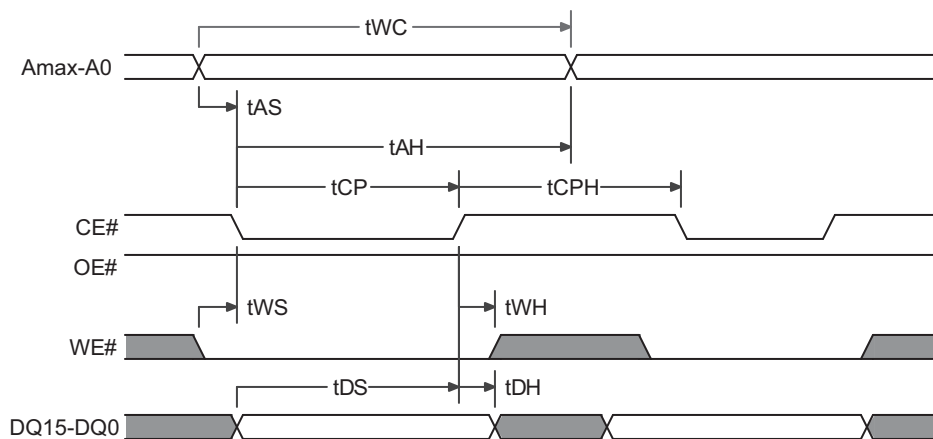 tWC
Amax-A0
tAS
tAH
tCP tCPH
CE#
OE#
tWS tWH
WE#
tDS tDH
DQ15-DQ0